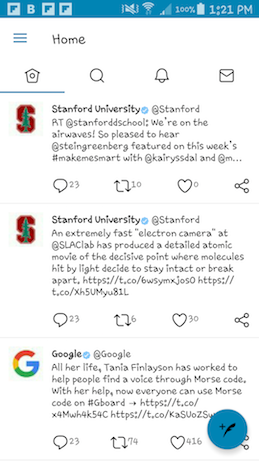 B 100% 1:21 PM
Home
Stanford University @Stanford
RT @stanforddschool: We're on the
airwaves! So pleased to hear
@steingreenberg featured on this week's
#makemesmart with @kairyssdal and @m...
23 10 0
Stanford University @Stanford
An extremely fast "electron camera" at
@SLAClab has produced a detailed atomic
movie of the decisive point where molecules
hit by light decide to stay intact or break
apart. https://t.co/6wsymxjos0 https://
t.co/Xh5UMyu81L
23 6 30
Google @Google
All her life, Tania Finlayson has worked to
help people find a voice through Morse code.
With her help, now everyone can use Morse
code on #Gboard → https://t.co/
x4Mwh4k54C https://t.co/KaSUoZS
23 74 416